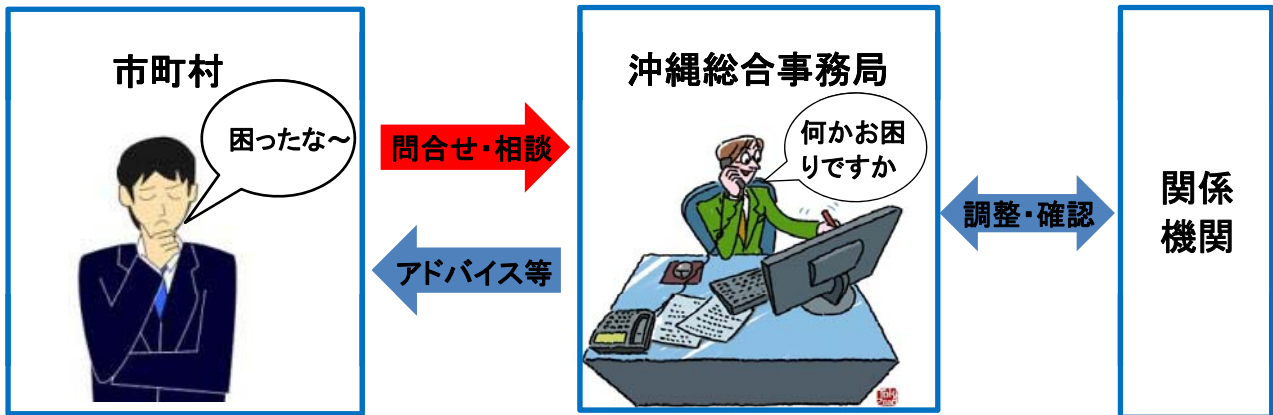 市町村
困ったな～
問合せ・相談
アドバイス等
沖縄総合事務局
何かお困
りですか
調整・確認
関係
機関